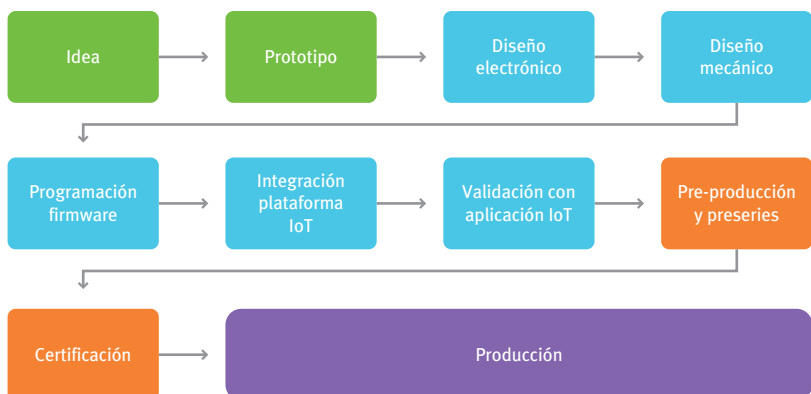 Idea
Prototipo
Diseño
electrónico
Diseño
mecánico
Programación
firmware
Integración
plataforma
IoT
Validación con
aplicación IoT
Pre-producción
y preseries
Certificación
Producción